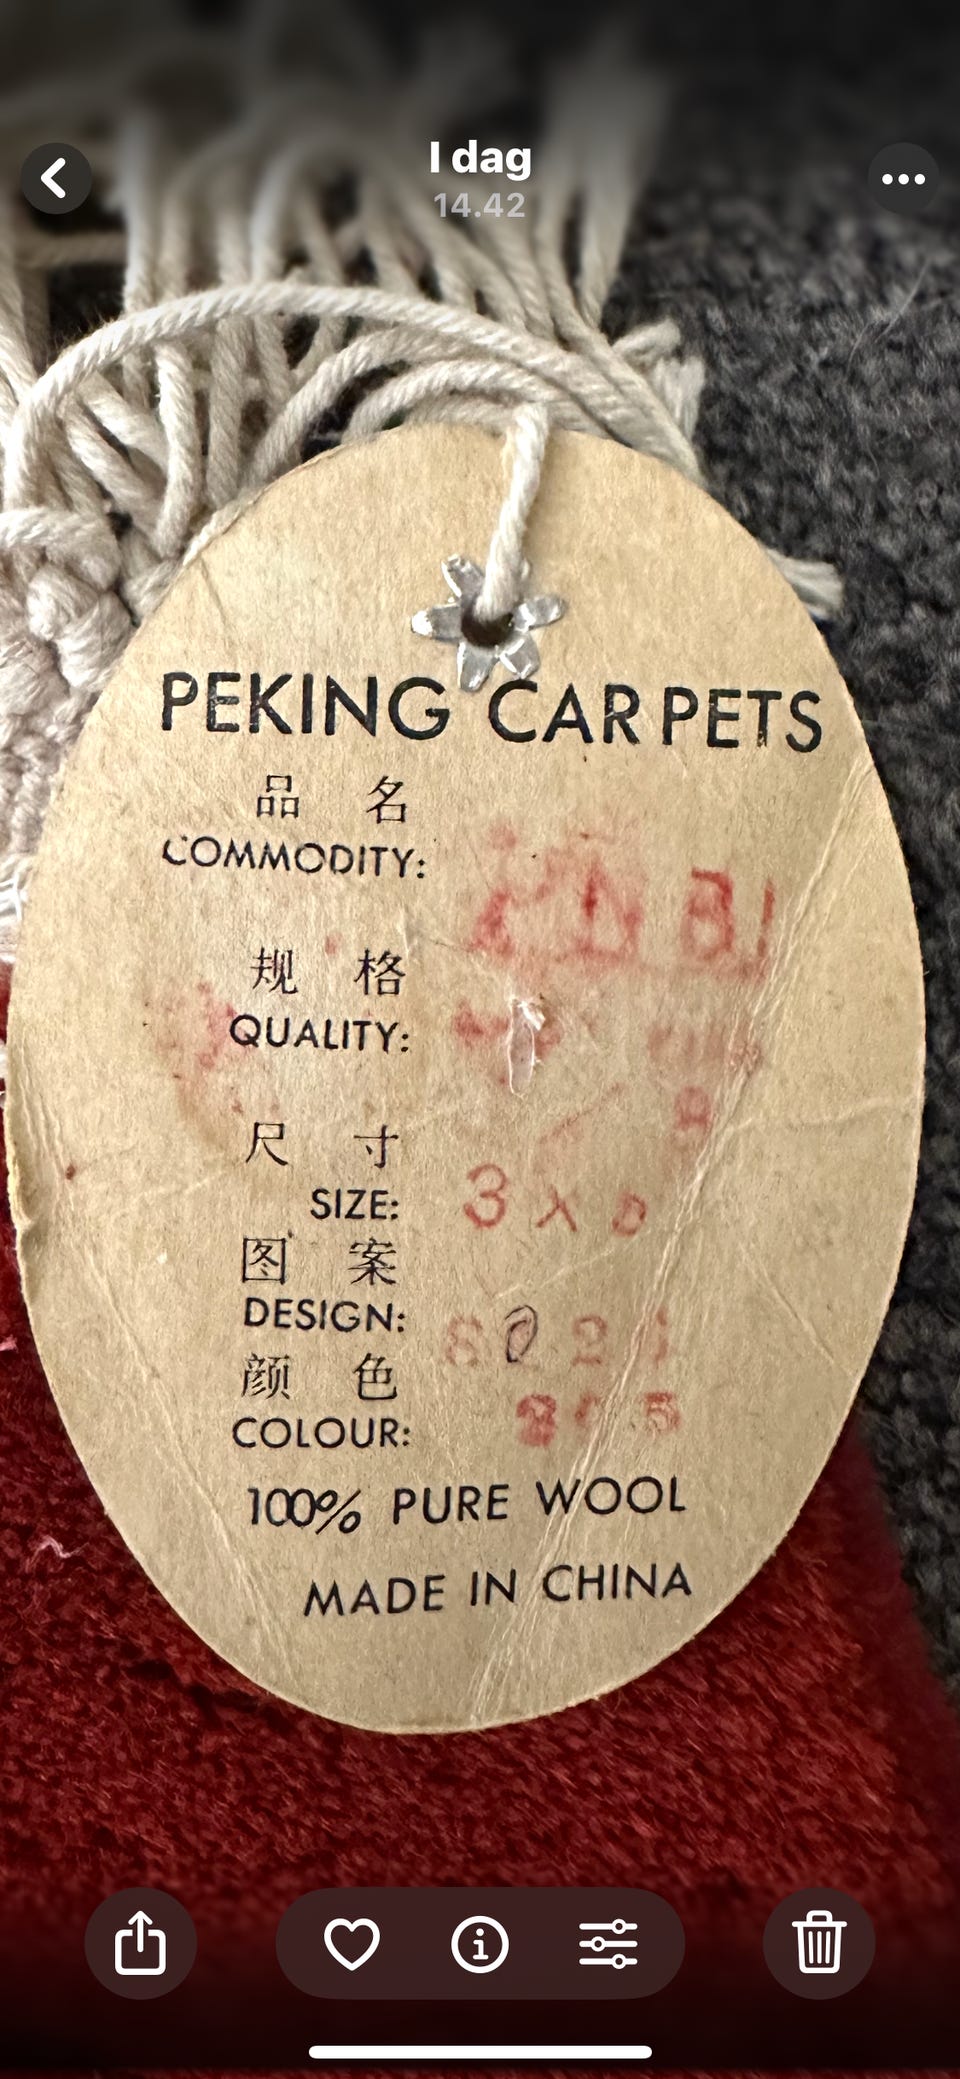 I dag
14.42
PEKING CARPETS
品 名
COMMODITY:
规 格
QUALITY:
尺 寸
SIZE: 3 x
图 案
DESIGN:
颜 色
COLOUR:
100% PURE WOOL
MADE IN CHINA